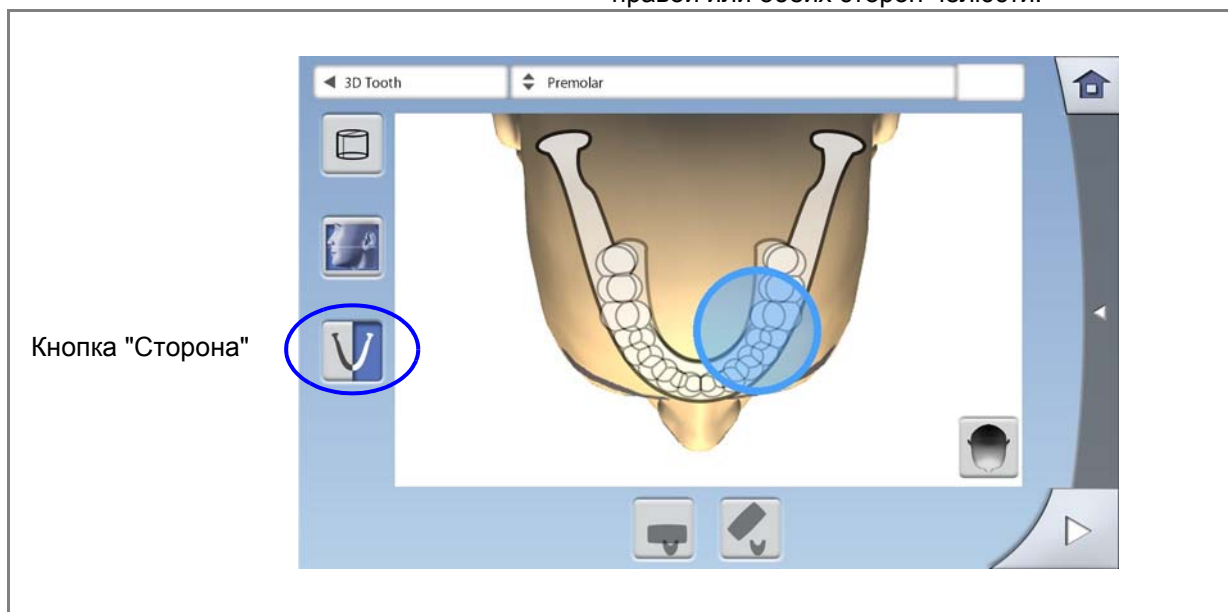 правой или обеих сторон челюсти.
3D Tooth
Premolar
Кнопка "Сторона"